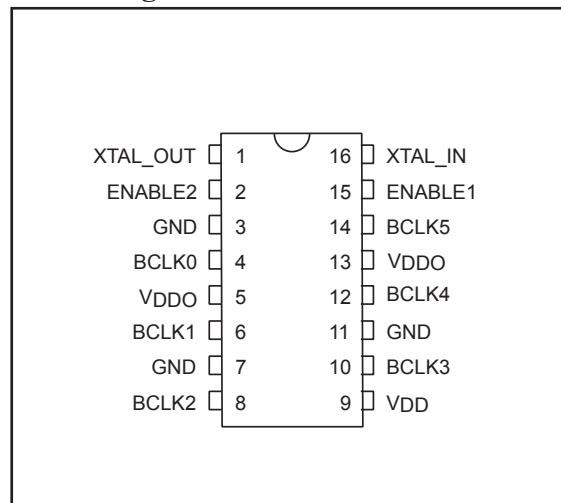 XTAL_OUT 1 16 XTAL_IN
ENABLE2 2 15 ENABLE1
GND 3 14 BCLK5
BCLK0 4 13 VDDO
VDDO 5 12 BCLK4
BCLK1 6 11 GND
GND 7 10 BCLK3
BCLK2 8 9 VDD